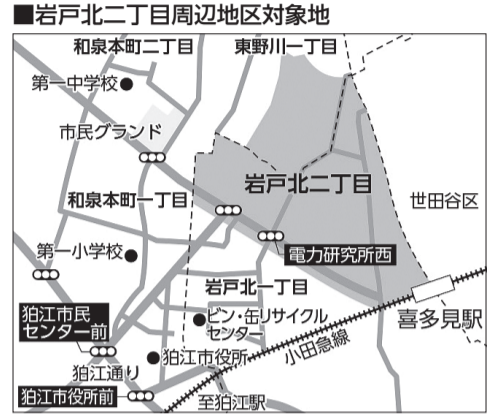 ■岩戸北二丁目周辺地区対象地
和泉本町二丁目
東野川一丁目
第一中学校
市民グランド
岩戸北二丁目
和泉本町一丁目
世田谷区
第一小学校
電力研究所西
岩戸北一丁目
狛江市民
センター前
ビン・缶リサイクル
センター
喜多見駅
小田急線
狛江市役所
狛江通り
狛江市役所前
至狛江駅